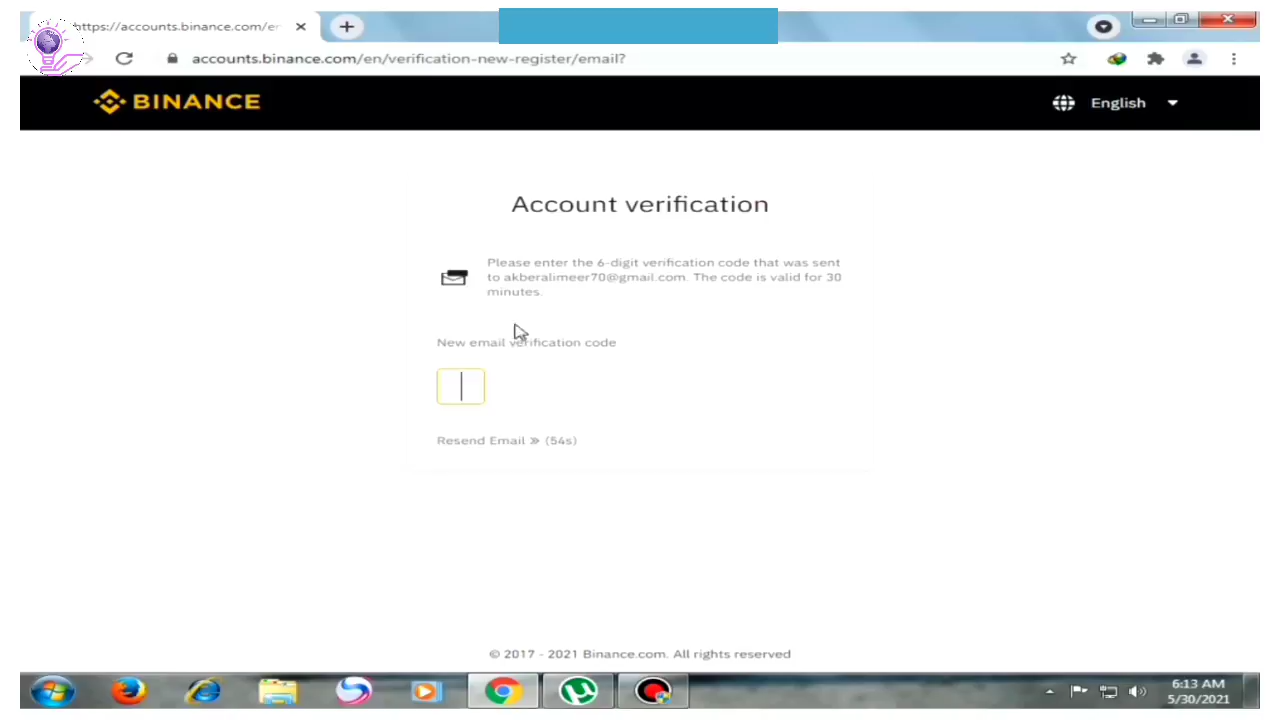 https://accounts.binance.com/en
accounts.binance.com/en/verification-new-register/email?
BINANCE
English
Account verification
Please enter the 6-digit verification code that was sent
to akberalimeer70@gmail.com. The code is valid for 30
minutes.
New email verification code
Resend Email » (54s)
© 2017 - 2021 Binance.com. All rights reserved
6:13 AM
5/30/2021